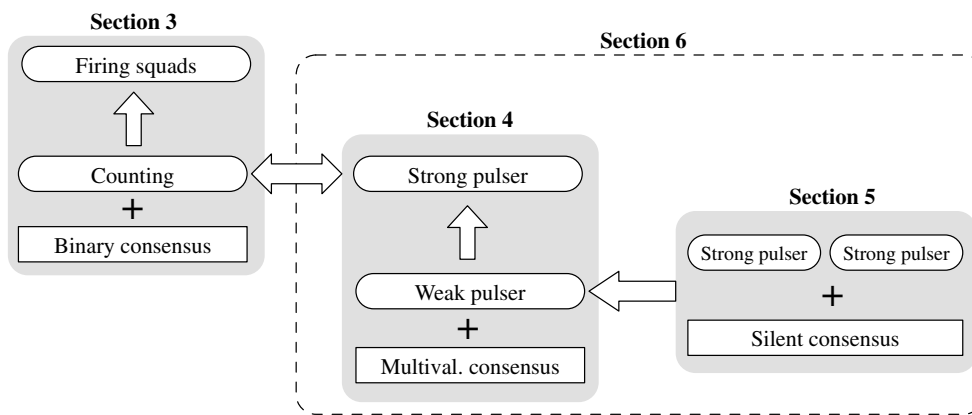 Section 3
Firing squads
Counting
+
Binary consensus
Section 6
Section 4
Strong pulser
Weak pulser
+
Multival. consensus
Section 5
Strong pulser Strong pulser
+
Silent consensus